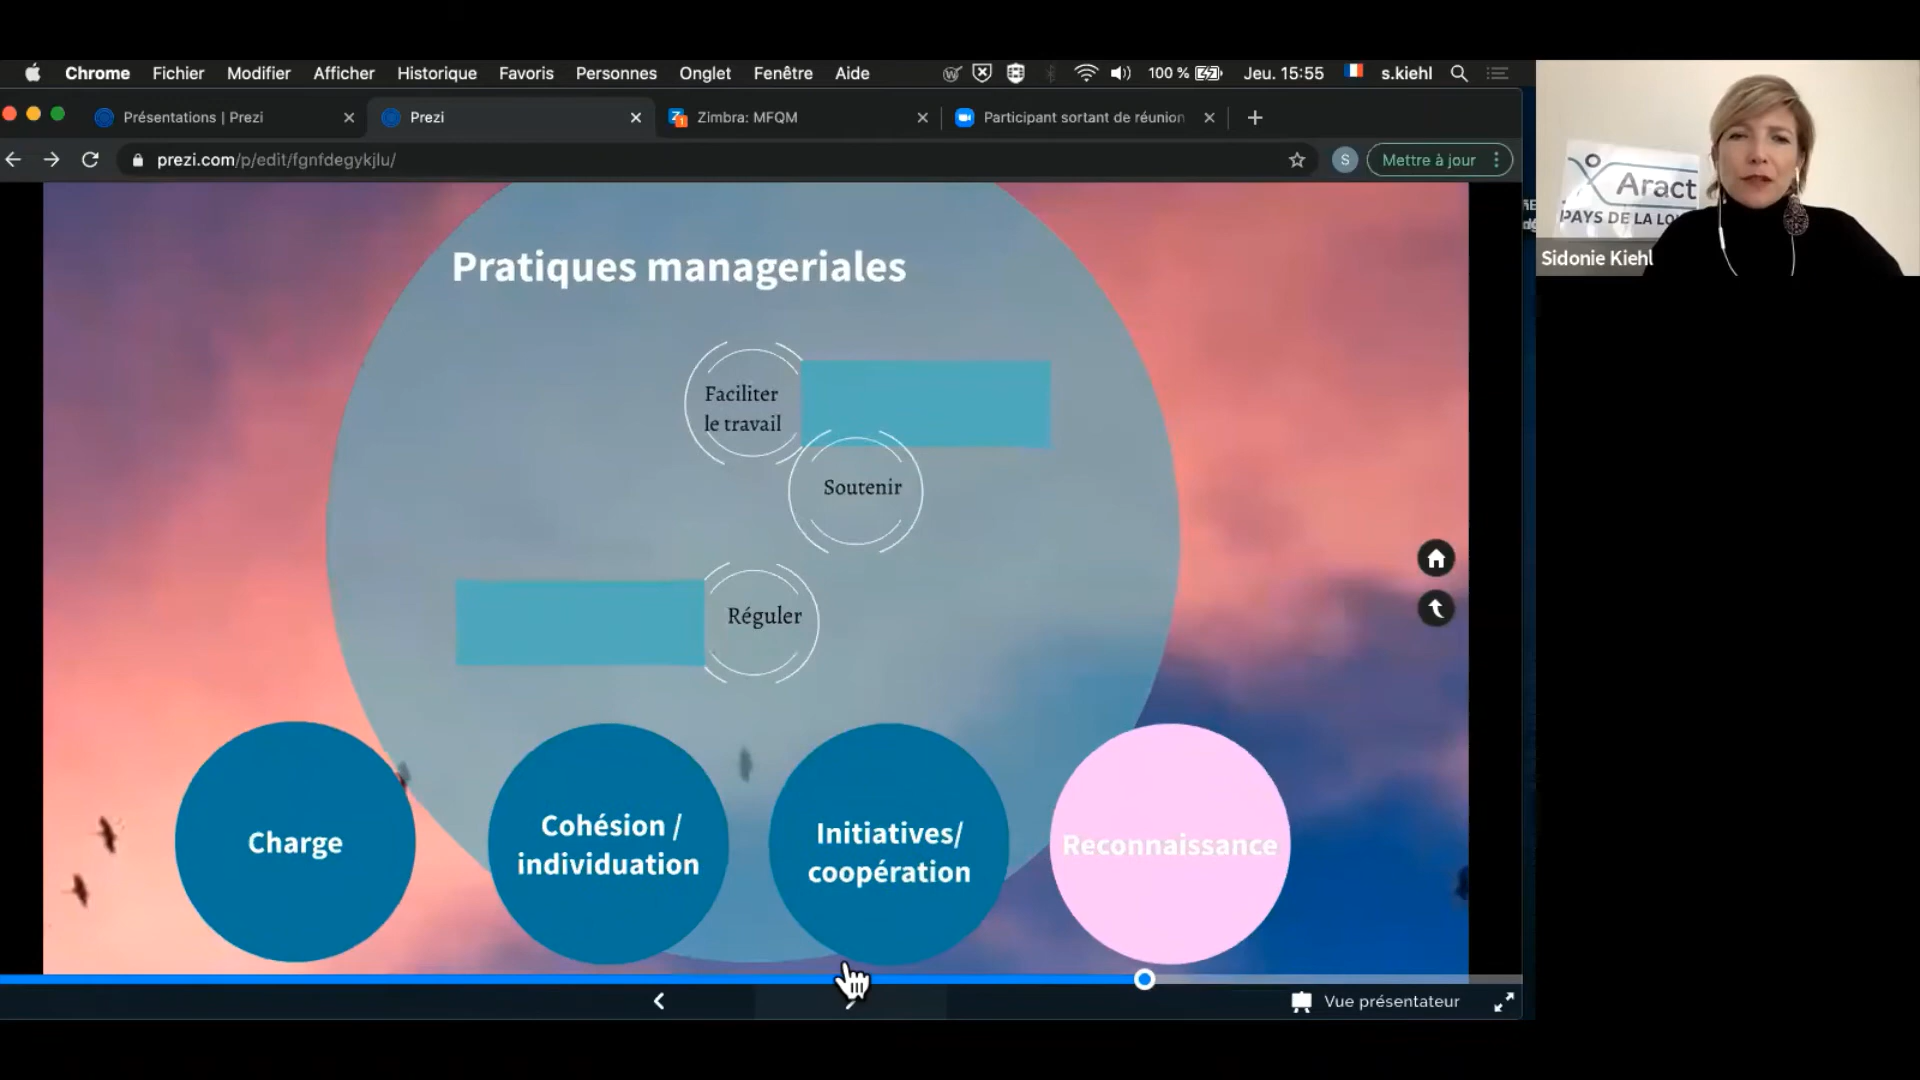 Chrome Fichier Modifier Afficher Historique Favoris Personnes Onglet Fenêtre Aide 100 % Jeu. 15:55 s.kiehl
Présentations | Prezi
Prezi
Zimbra: MFQM
Participant sortant de réunion
prezi.com/p/edit/fgnfdegykjlu/
S
Mettre à jour
Aract
PAYS DE LA LO
Sidonie Kiehl
Pratiques manageriales
Faciliter
le travail
Soutenir
Réguler
Charge
Cohésion /
individuation
Initiatives/
coopération
Reconnaissance
Vue présentateur